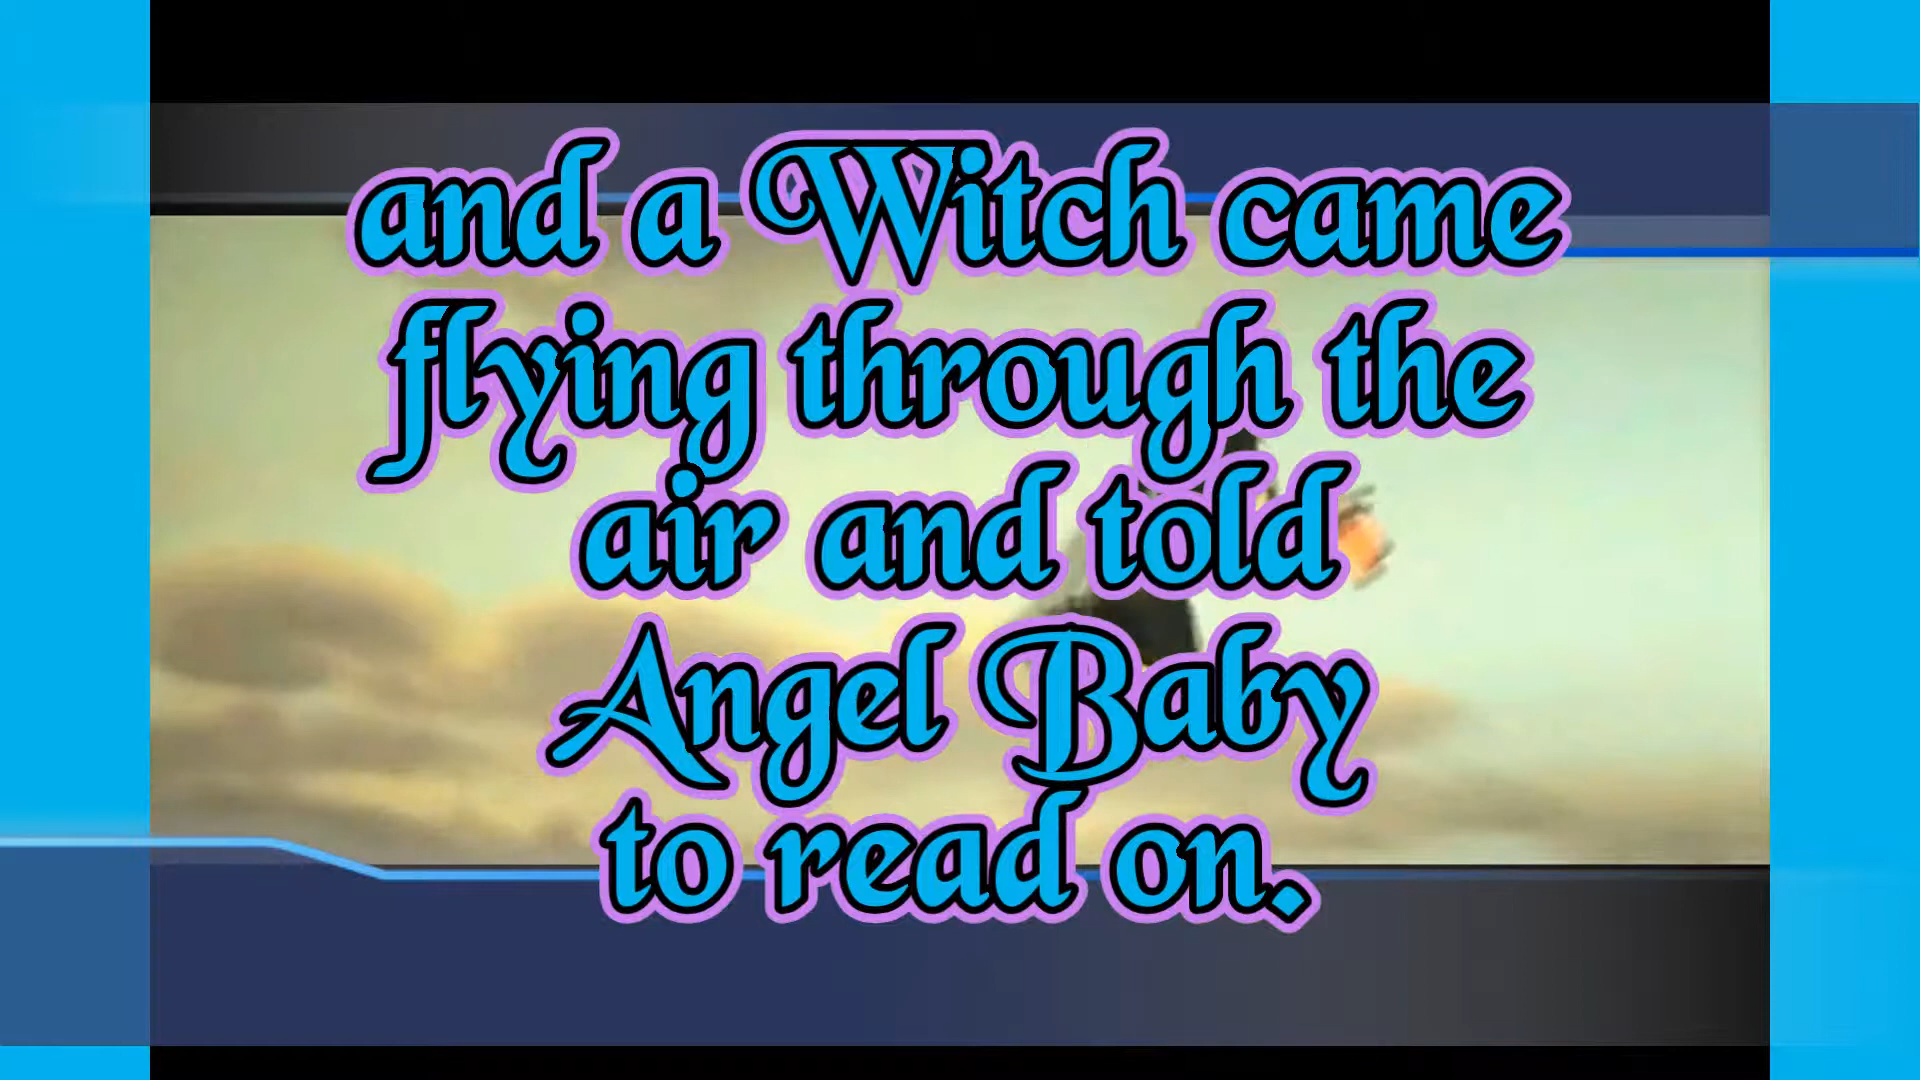 and a Witch came
flying through the
air and told
Angel Baby
to read on.